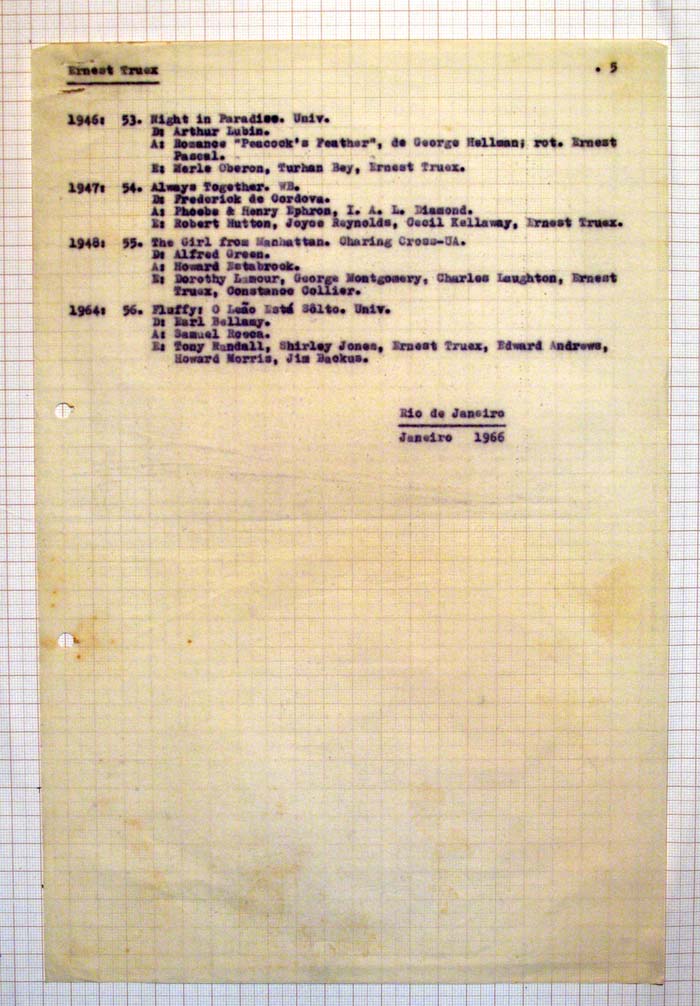 Ernest Truex . 5
1946: 53. Night in Paradise. Univ.
D: Arthur Lubin.
A: Romance "Peacock's Feather", de George Hellman; rot. Ernest
Pascal.
E: Merle Oberon, Turhan Bey, Ernest Truex.
1947: 54. Always Together. WB.
D: Frederick de Cordova.
A: Phoebe & Henry Ephron, I. A. L. Diamond.
E: Robert Hutton, Joyce Reynolds, Cecil Kellaway, Ernest Truex.
1948: 55. The Girl from Manhattan. Charing Cross-UA.
D: Alfred Green.
A: Howard Estabrook.
E: Dorothy Lamour, George Montgomery, Charles Laughton, Ernest
Truex, Constance Collier.
1964: 56. Fluffy: O Leão Está Sôlto. Univ.
D: Earl Bellamy.
A: Samuel Rocca.
E: Tony Randall, Shirley Jones, Ernest Truex, Edward Andrews,
Howard Morris, Jim Backus.
Rio de Janeiro
Janeiro 1966